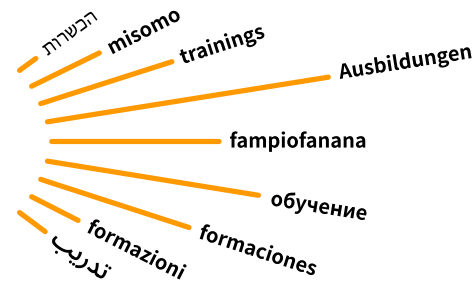 הכשרות
misomo
trainings
Ausbildungen
fampiofanana
обучение
formaciones
formazioni
تدريب